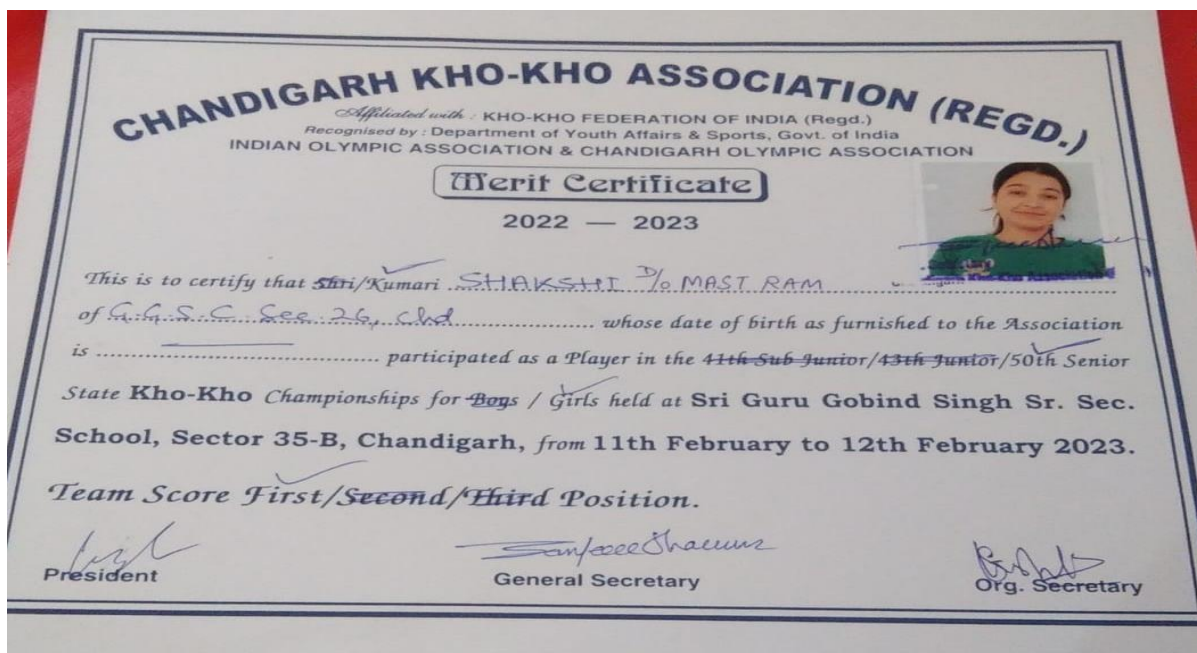 CHANDIGARH KHO-KHO ASSOCIATION (REGD.)
Affiliated with : KHO-KHO FEDERATION OF INDIA (Regd.)
Recognised by : Department of Youth Affairs & Sports, Govt. of India
INDIAN OLYMPIC ASSOCIATION & CHANDIGARH OLYMPIC ASSOCIATION
Merit Certificate
2022 — 2023
This is to certify that Shri/Kumari SHAKSHI D/o MAST RAM
of G.G.S.C. Sec. 26, Chd. whose date of birth as furnished to the Association
is participated as a Player in the 41th Sub Junior/43th Junior/50th Senior
State Kho-Kho Championships for Boys / Girls held at Sri Guru Gobind Singh Sr. Sec.
School, Sector 35-B, Chandigarh, from 11th February to 12th February 2023.
Team Score First/Second/Third Position.
President
General Secretary
Org. Secretary